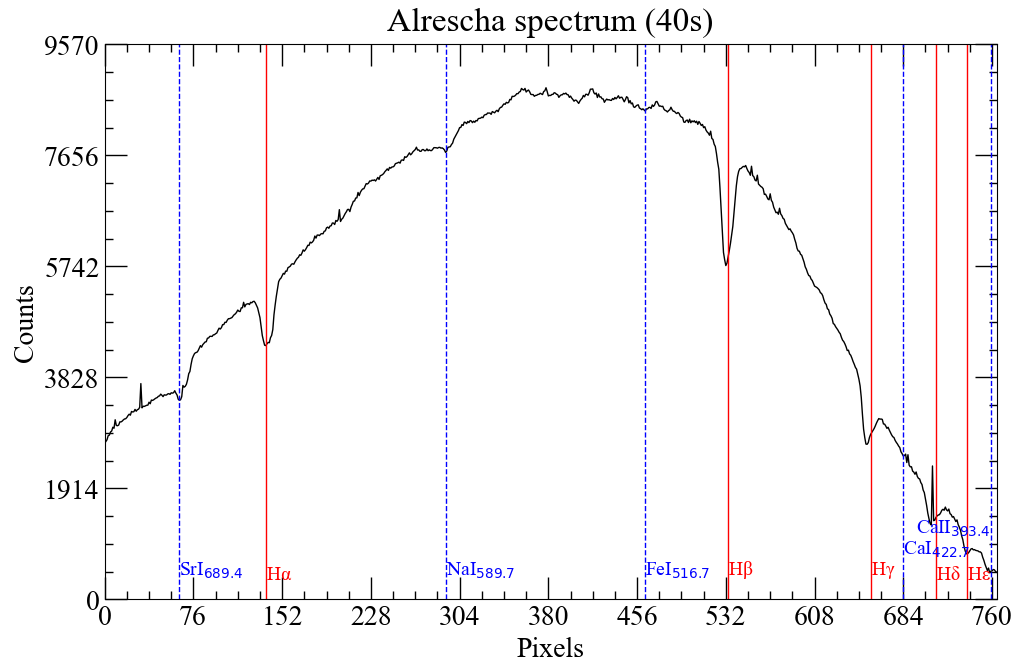 Alrescha spectrum (40s)
9570
7656
5742
3828
1914
0
Counts
CaII393.4
CaI422.7
SrI689.4
Hα
NaI589.7
FeI516.7
Hβ
Hγ
Hδ
Hε
0 76 152 228 304 380 456 532 608 684 760
Pixels